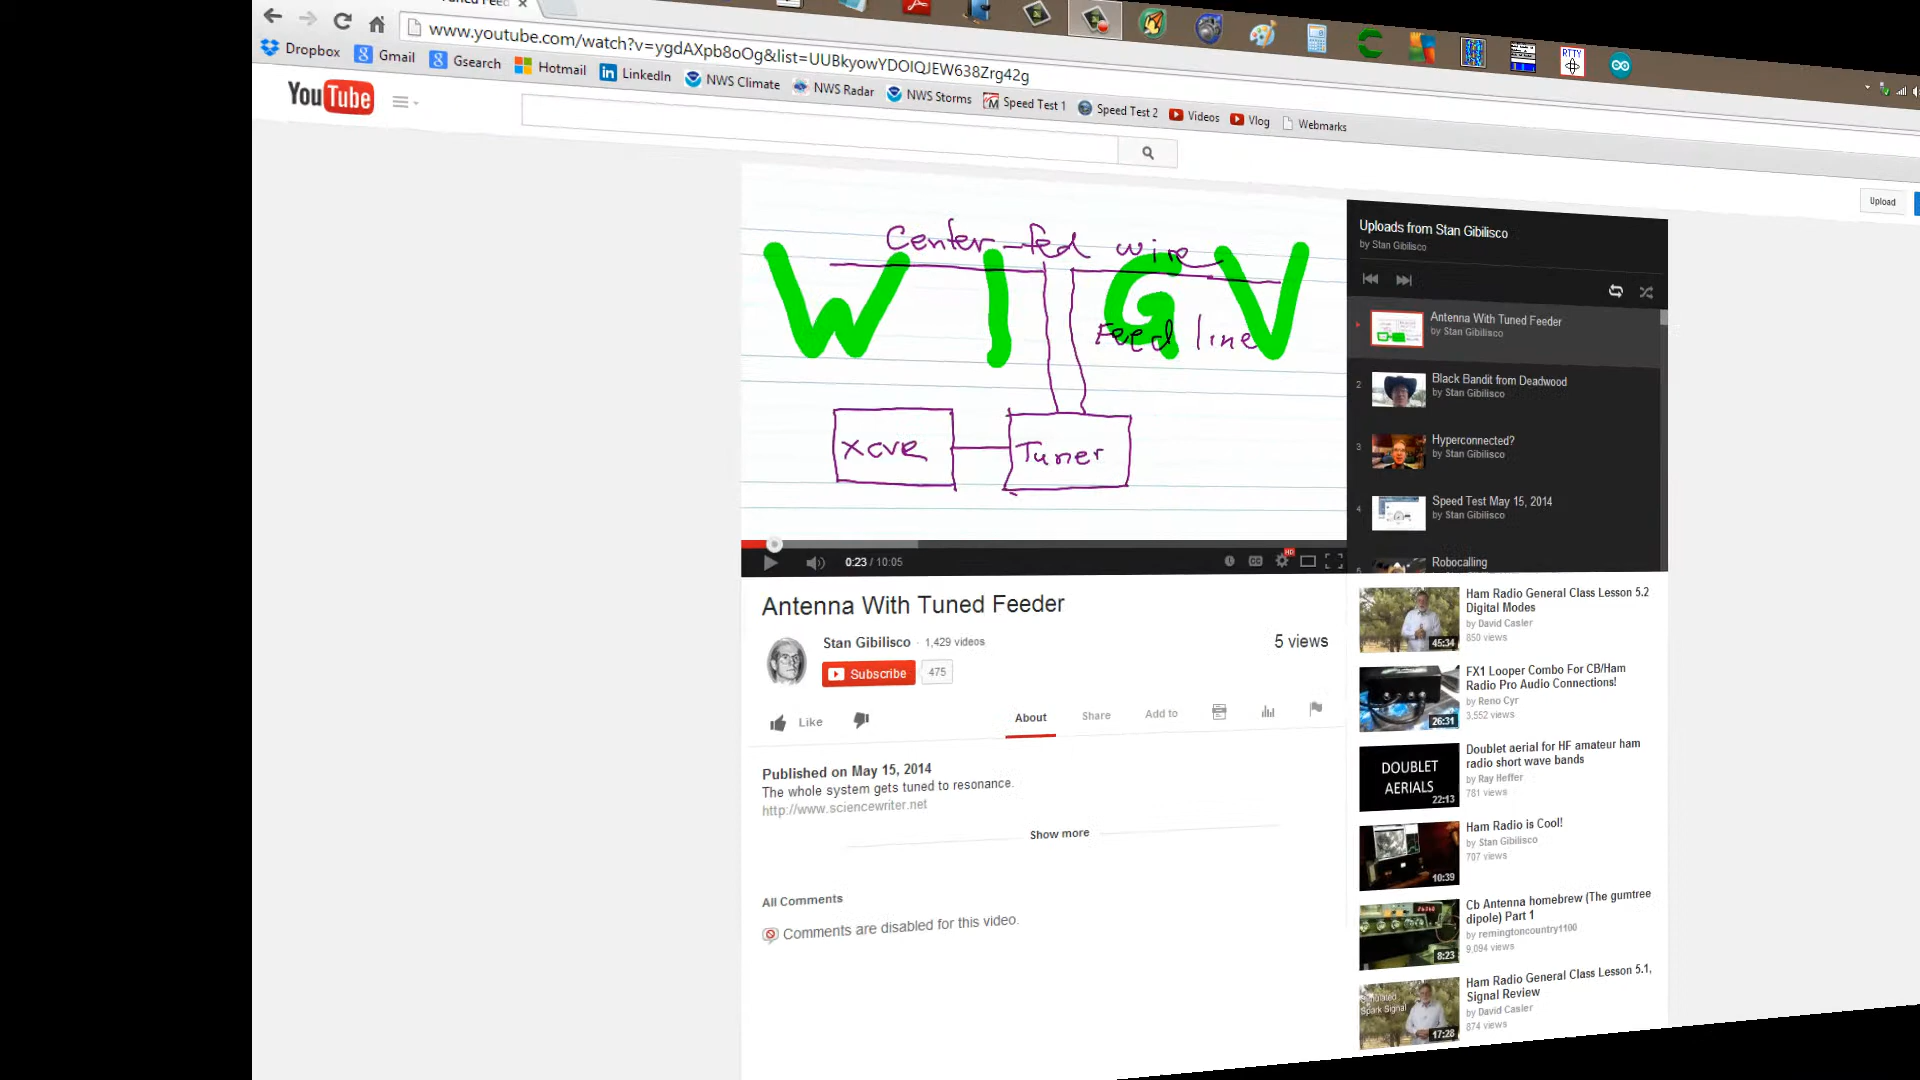 Tuned Feed
www.youtube.com/watch?v=ygdAXpb8oOg&list=UUBkyowYDOIQJEW638Zrg42g
Dropbox Gmail Gsearch Hotmail LinkedIn NWS Climate NWS Radar NWS Storms Speed Test 1 Speed Test 2 Videos Vlog Webmarks
RTTY
YouTube
Upload
Center-fed wire
W1GV
Feed line
XCVR
Tuner
0:23 / 10:05
HD
Uploads from Stan Gibilisco
by Stan Gibilisco
Antenna With Tuned Feeder
by Stan Gibilisco
2
Black Bandit from Deadwood
by Stan Gibilisco
3
Hyperconnected?
by Stan Gibilisco
4
Speed Test May 15, 2014
by Stan Gibilisco
5
Robocalling
Antenna With Tuned Feeder
Stan Gibilisco · 1,429 videos
Subscribe 475
5 views
Like
About Share Add to
Published on May 15, 2014
The whole system gets tuned to resonance.
http://www.sciencewriter.net
Show more
All Comments
Comments are disabled for this video.
Ham Radio General Class Lesson 5.2
Digital Modes
by David Casler
850 views
45:34
FX1 Looper Combo For CB/Ham
Radio Pro Audio Connections!
by Reno Cyr
3,552 views
26:31
DOUBLET
AERIALS
22:13
Doublet aerial for HF amateur ham
radio short wave bands
by Ray Heffer
781 views
Ham Radio is Cool!
by Stan Gibilisco
707 views
10:39
Cb Antenna homebrew (The gumtree
dipole) Part 1
by remingtoncountry1100
9,094 views
8:23
Ham Radio General Class Lesson 5.1,
Signal Review
by David Casler
874 views
Spark Signal
17:28